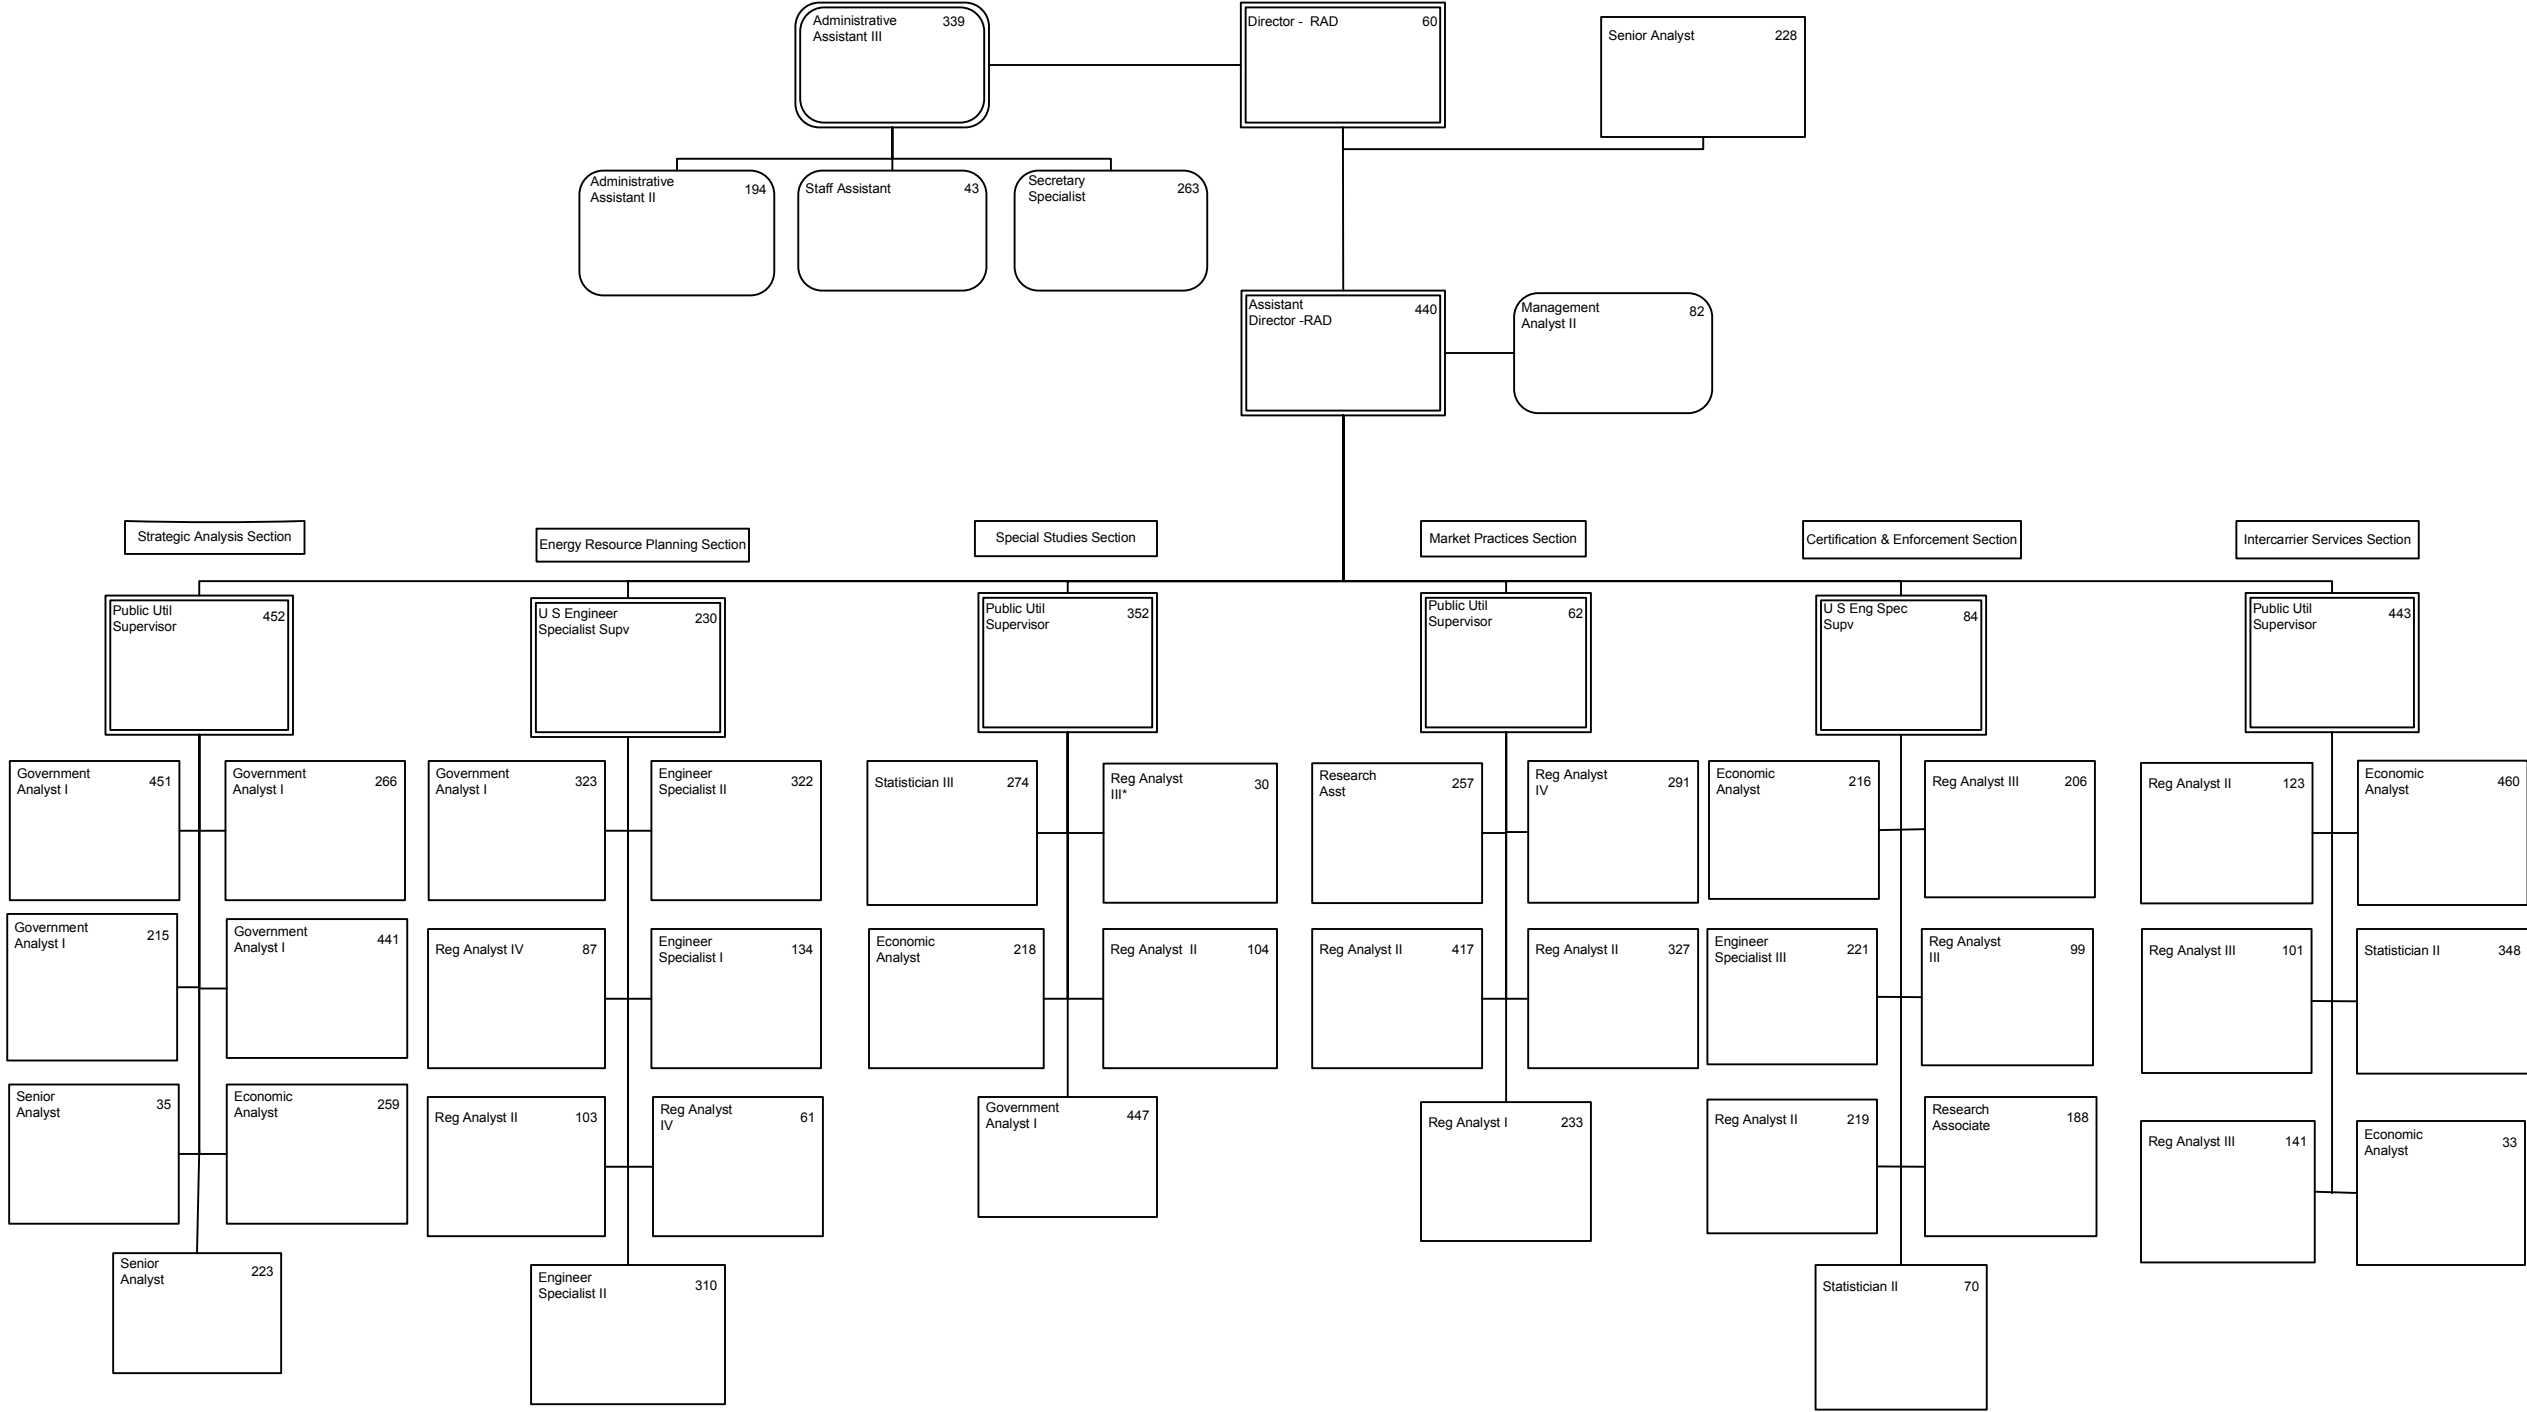 Administrative 339
Assistant III
Director - RAD 60
Senior Analyst 228
Administrative 194
Assistant II
Staff Assistant 43
Secretary 263
Specialist
Assistant 440
Director -RAD
Management 82
Analyst II
Strategic Analysis Section
Energy Resource Planning Section
Special Studies Section
Market Practices Section
Certification & Enforcement Section
Intercarrier Services Section
Public Util 452
Supervisor
U S Engineer 230
Specialist Supv
Public Util 352
Supervisor
Public Util 62
Supervisor
U S Eng Spec 84
Supv
Public Util 443
Supervisor
Government 451
Analyst I
Government 266
Analyst I
Government 323
Analyst I
Engineer 322
Specialist II
Statistician III 274
Reg Analyst 30
III*
Research 257
Asst
Reg Analyst 291
IV
Economic 216
Analyst
Reg Analyst III 206
Reg Analyst II 123
Economic 460
Analyst
Government 215
Analyst I
Government 441
Analyst I
Reg Analyst IV 87
Engineer 134
Specialist I
Economic 218
Analyst
Reg Analyst II 104
Reg Analyst II 417
Reg Analyst II 327
Engineer 221
Specialist III
Reg Analyst 99
III
Reg Analyst III 101
Statistician II 348
Senior 35
Analyst
Economic 259
Analyst
Reg Analyst II 103
Reg Analyst 61
IV
Government 447
Analyst I
Reg Analyst I 233
Reg Analyst II 219
Research 188
Associate
Reg Analyst III 141
Economic 33
Analyst
Senior 223
Analyst
Engineer 310
Specialist II
Statistician II 70